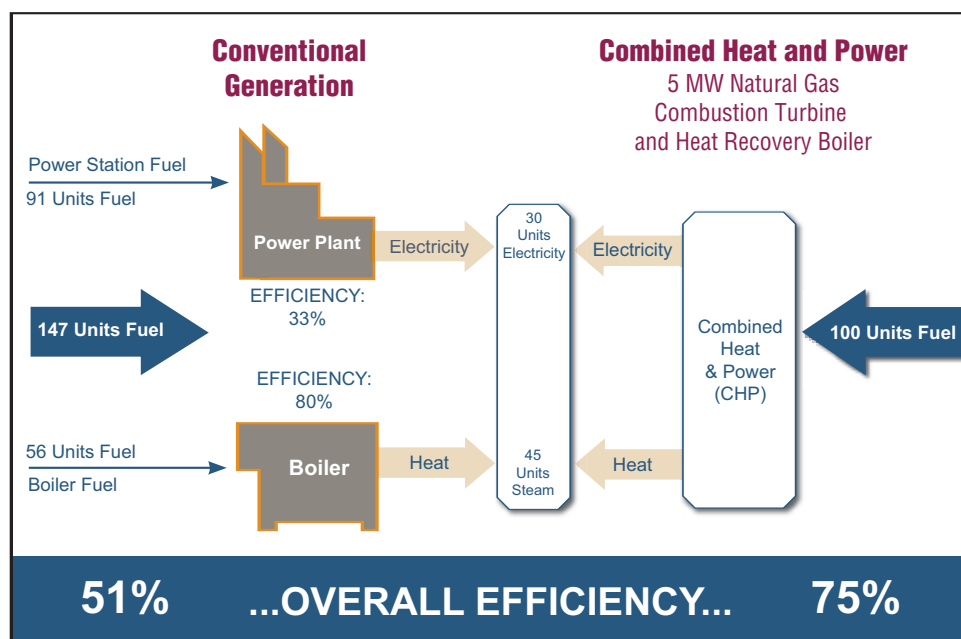 Conventional
Generation
Combined Heat and Power
5 MW Natural Gas
Combustion Turbine
and Heat Recovery Boiler
Power Station Fuel
91 Units Fuel
Power Plant
Electricity
30
Units
Electricity
Electricity
EFFICIENCY:
33%
147 Units Fuel
Combined
Heat
& Power
(CHP)
100 Units Fuel
EFFICIENCY:
80%
56 Units Fuel
Boiler Fuel
Boiler
Heat
45
Units
Steam
Heat
51% ...OVERALL EFFICIENCY... 75%